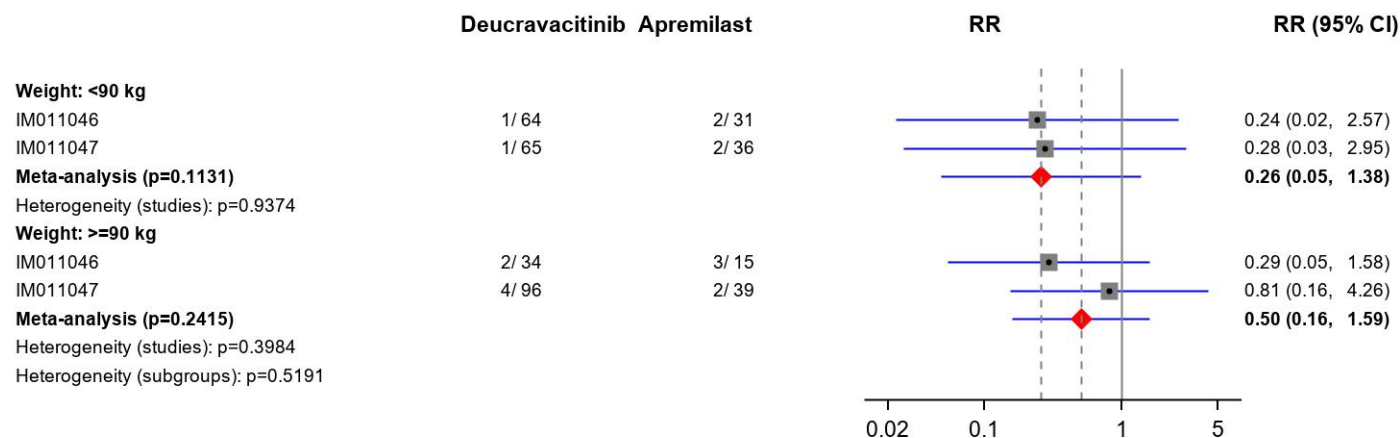 Deucravacitinib Apremilast RR RR (95% CI)
Weight: <90 kg
IM011046 1/ 64 2/ 31 0.24 (0.02, 2.57)
IM011047 1/ 65 2/ 36 0.28 (0.03, 2.95)
Meta-analysis (p=0.1131) 0.26 (0.05, 1.38)
Heterogeneity (studies): p=0.9374
Weight: >=90 kg
IM011046 2/ 34 3/ 15 0.29 (0.05, 1.58)
IM011047 4/ 96 2/ 39 0.81 (0.16, 4.26)
Meta-analysis (p=0.2415) 0.50 (0.16, 1.59)
Heterogeneity (studies): p=0.3984
Heterogeneity (subgroups): p=0.5191
0.02 0.1 1 5